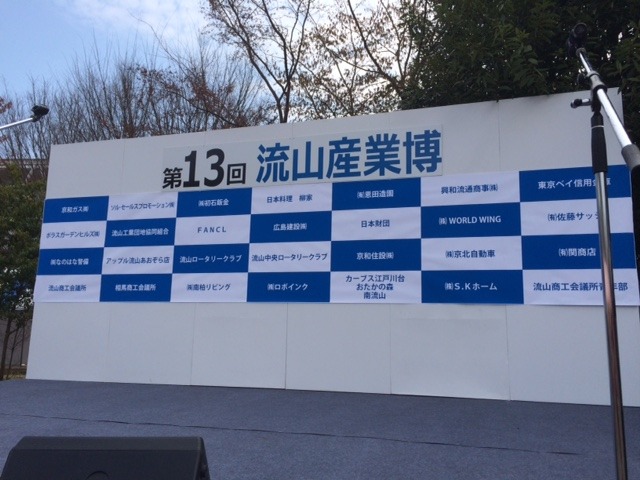 第13回 流山産業博
京和ガス㈱
ソル・セールスプロモーション㈱
㈱初石鈑金
日本料理 柳家
㈲恩田造園
興和流通商事㈱
東京ベイ信用金庫
ポラスガーデンヒルズ㈱
流山工業団地協同組合
FANCL
広島建設㈱
日本財団
㈱WORLD WING
㈲佐藤サッシ
㈱なのはな警備
アップル流山あおぞら店
流山ロータリークラブ
流山中央ロータリークラブ
京和住設㈱
㈱京北自動車
㈲関商店
流山商工会議所
相馬商工会議所
㈱南柏リビング
㈱ロボインク
カーブス江戸川台
おたかの森
南流山
㈱S.Kホーム
流山商工会議所青年部